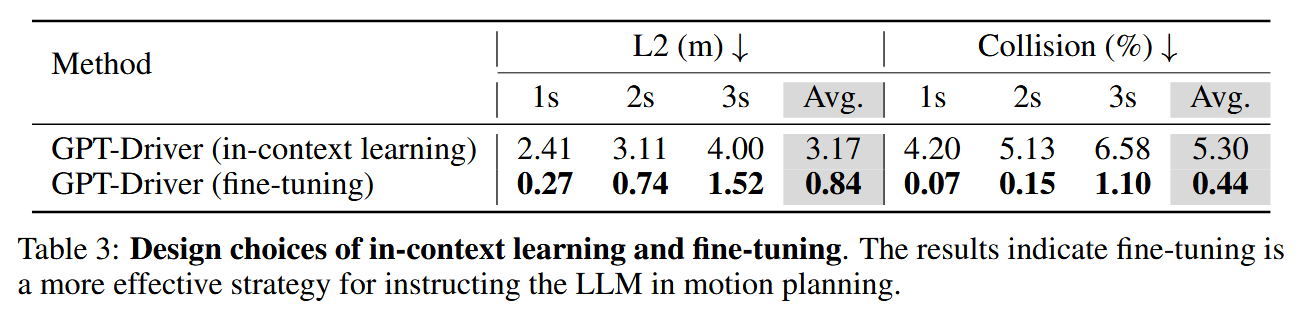 Method L2 (m) ↓ Collision (%) ↓
1s 2s 3s Avg. 1s 2s 3s Avg.
GPT-Driver (in-context learning) 2.41 3.11 4.00 3.17 4.20 5.13 6.58 5.30
GPT-Driver (fine-tuning) 0.27 0.74 1.52 0.84 0.07 0.15 1.10 0.44
Table 3: Design choices of in-context learning and fine-tuning. The results indicate fine-tuning is
a more effective strategy for instructing the LLM in motion planning.